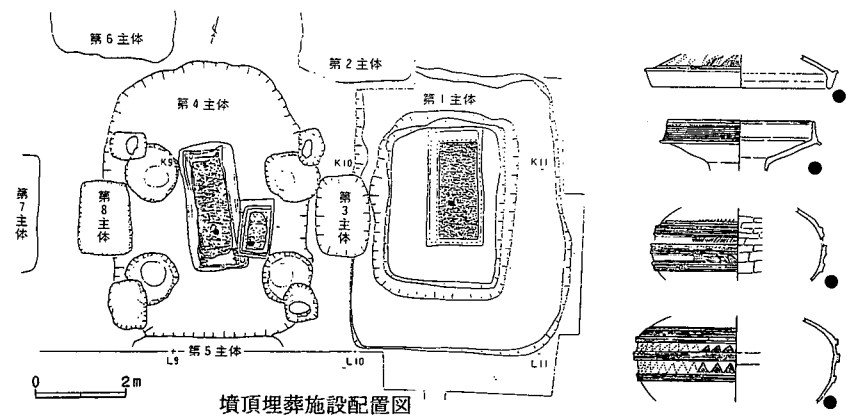 第6主体
第2主体
第4主体
第1主体
K9
K10
K11
第7主体
第8主体
第3主体
第5主体
L9
L10
L11
0 2m
墳頂埋葬施設配置図